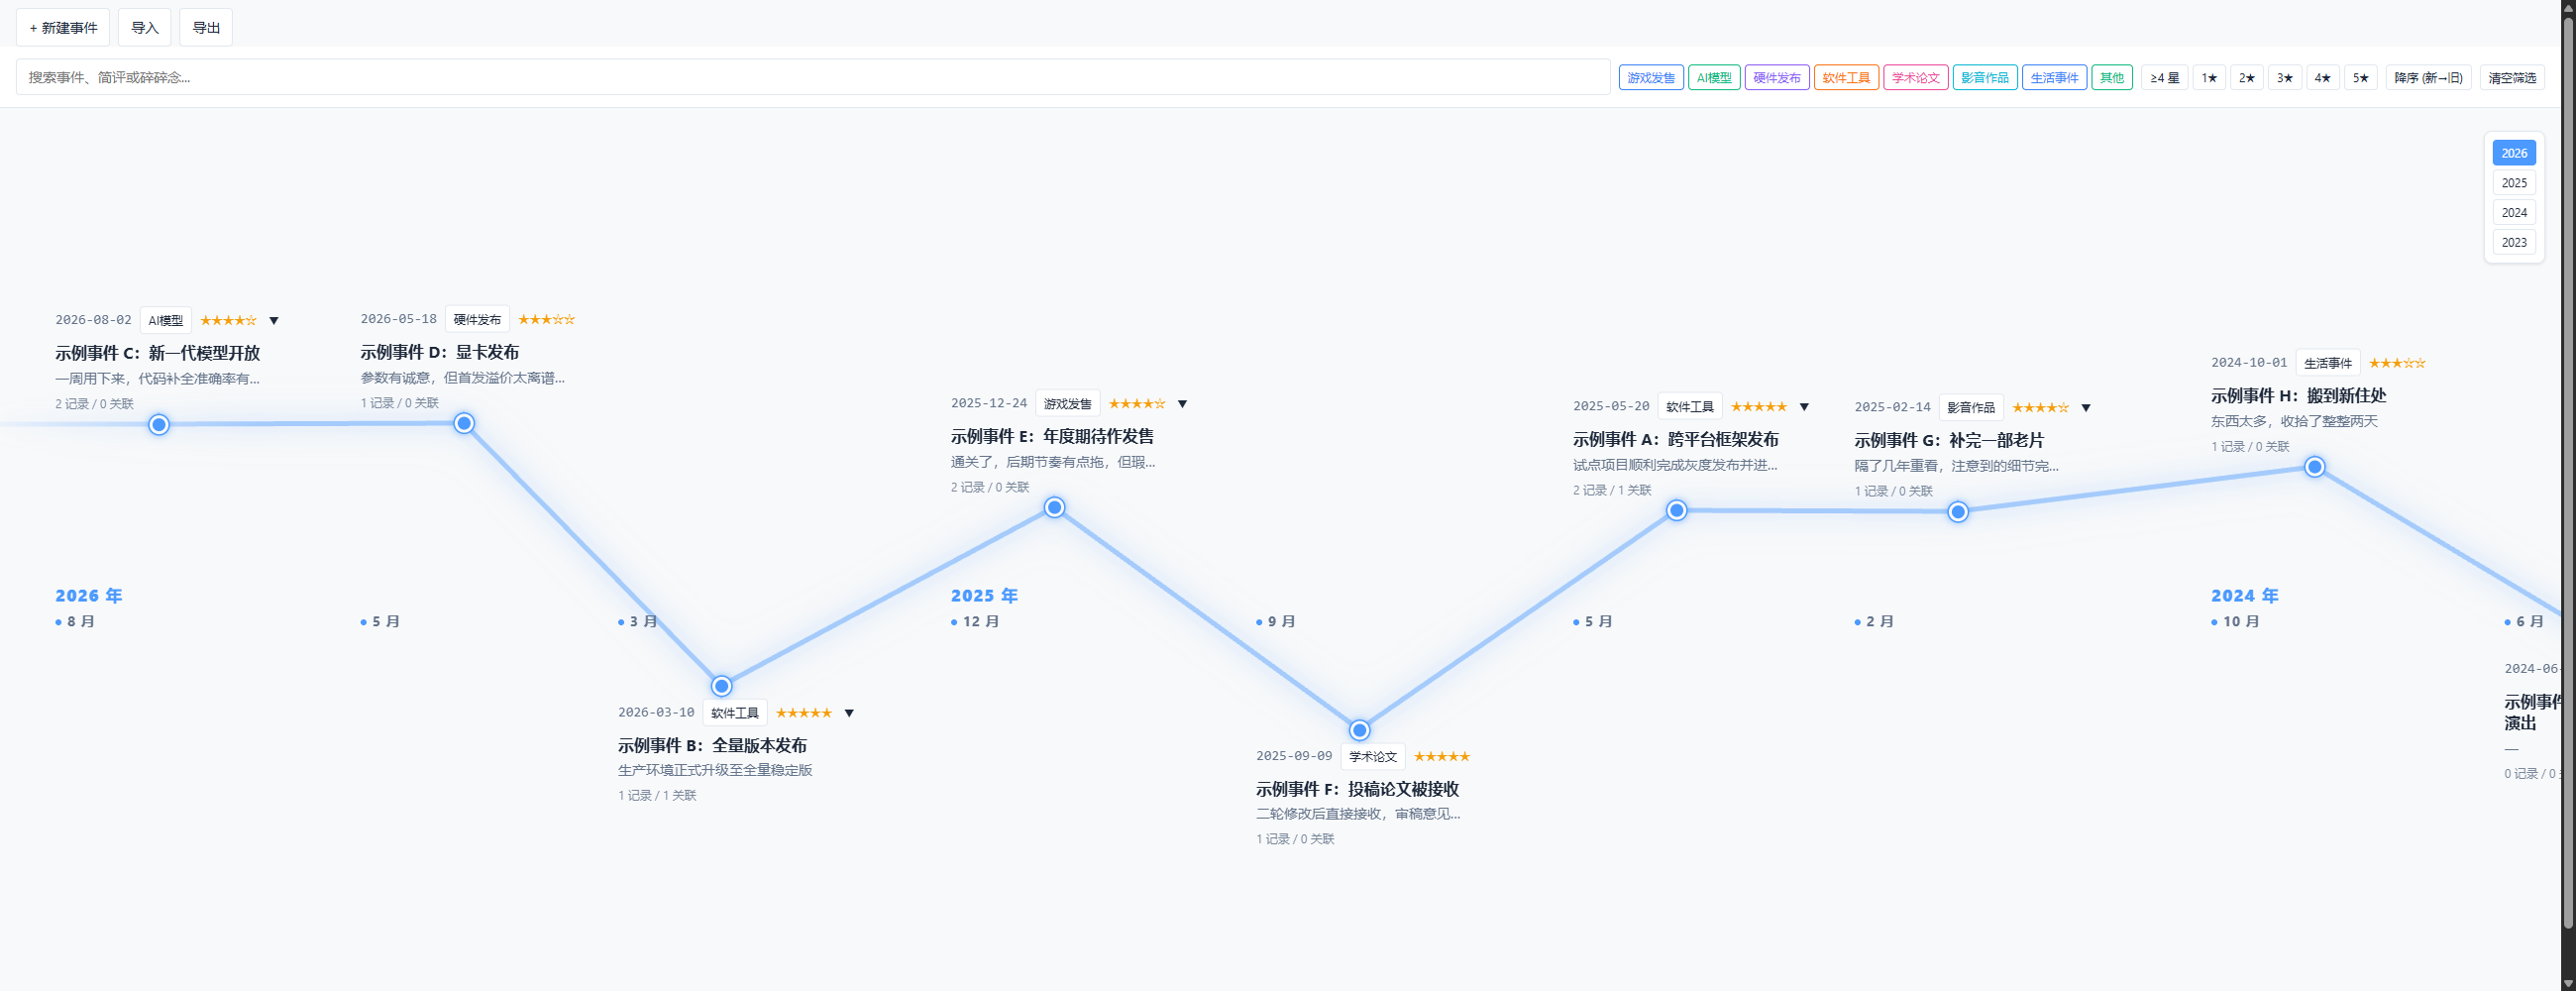 + 新建事件 导入 导出
搜索事件、简评或碎碎念... 游戏发售 AI模型 硬件发布 软件工具 学术论文 影音作品 生活事件 其他 ≥4 星 1★ 2★ 3★ 4★ 5★ 降序 (新→旧) 清空筛选
2026
2025
2024
2023
2026-08-02 AI模型 ★★★★☆ ▼
示例事件 C：新一代模型开放
一周用下来，代码补全准确率有...
2 记录 / 0 关联
2026-05-18 硬件发布 ★★★☆☆
示例事件 D：显卡发布
参数有诚意，但首发溢价太离谱...
1 记录 / 0 关联
2025-12-24 游戏发售 ★★★★☆ ▼
示例事件 E：年度期待作发售
通关了，后期节奏有点拖，但瑕...
2 记录 / 0 关联
2025-05-20 软件工具 ★★★★★ ▼
示例事件 A：跨平台框架发布
试点项目顺利完成灰度发布并进...
2 记录 / 1 关联
2025-02-14 影音作品 ★★★★☆ ▼
示例事件 G：补完一部老片
隔了几年重看，注意到的细节完...
1 记录 / 0 关联
2024-10-01 生活事件 ★★★☆☆
示例事件 H：搬到新住处
东西太多，收拾了整整两天
1 记录 / 0 关联
2026 年
8 月
5 月
3 月
2025 年
12 月
9 月
5 月
2 月
2024 年
10 月
6 月
2026-03-10 软件工具 ★★★★★ ▼
示例事件 B：全量版本发布
生产环境正式升级至全量稳定版
1 记录 / 1 关联
2025-09-09 学术论文 ★★★★★
示例事件 F：投稿论文被接收
二轮修改后直接接收，审稿意见...
1 记录 / 0 关联
2024-06-
示例事件
演出
—
0 记录 / 0